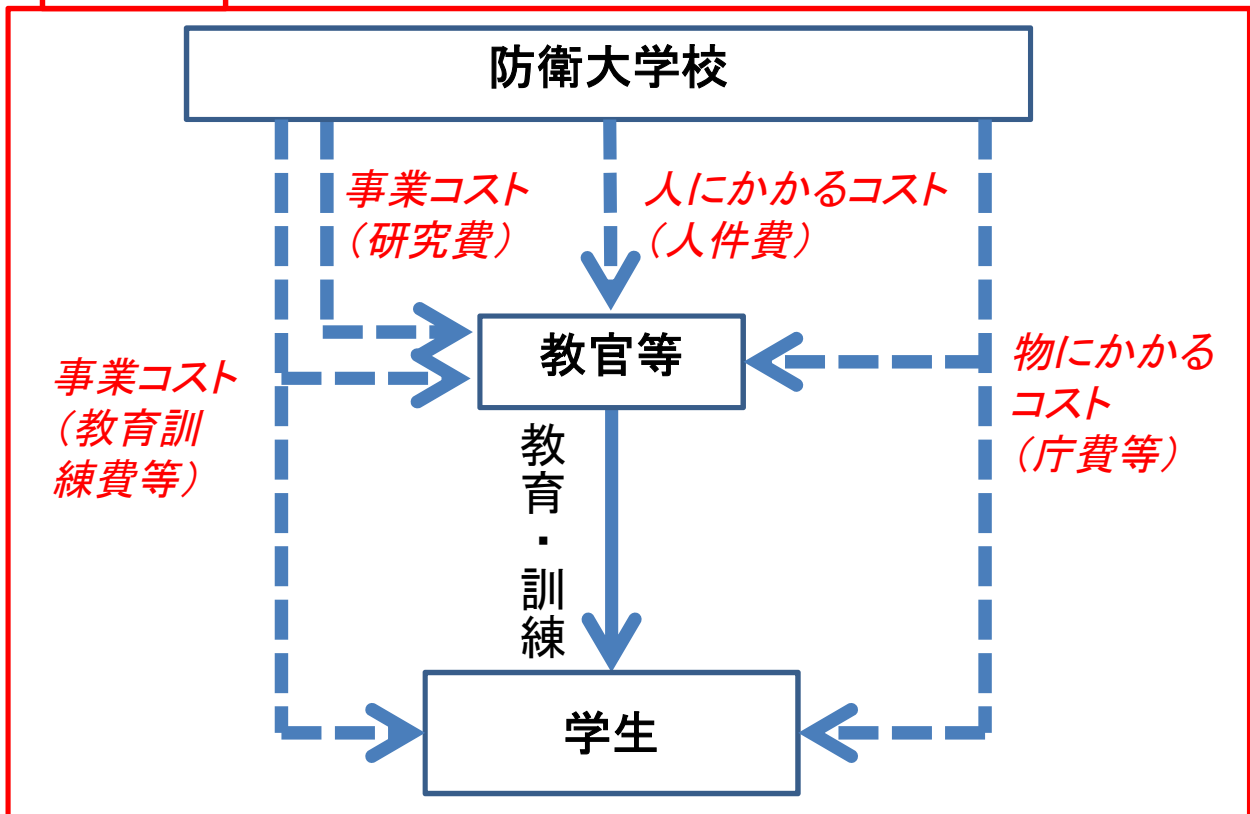 防衛大学校
事業コスト
（研究費）
人にかかるコスト
（人件費）
教官等
事業コスト
（教育訓
練費等）
物にかかる
コスト
（庁費等）
教育・訓練
学生